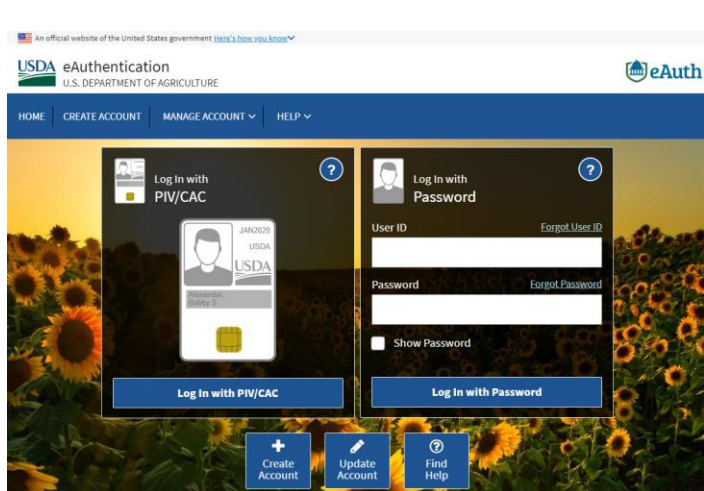 An official website of the United States government Here's how you know
USDA eAuthentication
U.S. DEPARTMENT OF AGRICULTURE
eAuth
HOME CREATE ACCOUNT MANAGE ACCOUNT HELP
Log In with
PIV/CAC
?
JAN2026
USDA
USDA
Alexander,
Bobby S.
Log In with PIV/CAC
Log In with
Password
?
User ID Forgot User ID
Password Forgot Password
Show Password
Log In with Password
Create
Account
Update
Account
?
Find
Help